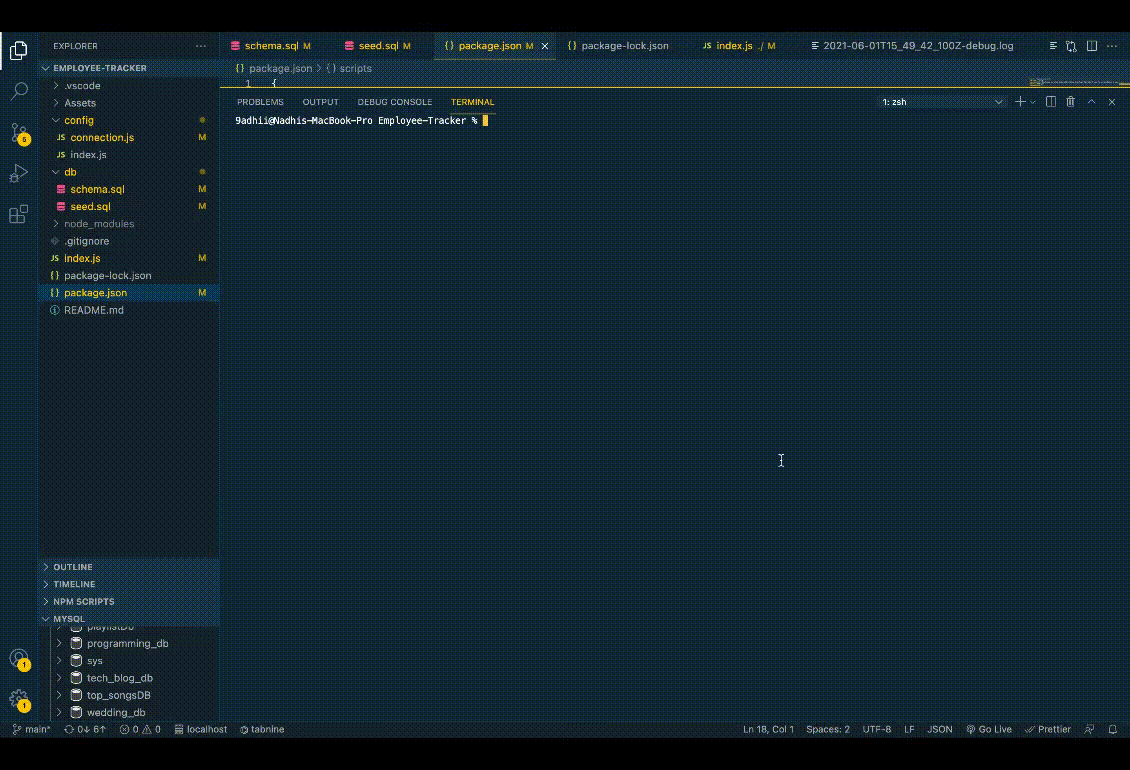 EXPLORER
schema.sql M
seed.sql M
package.json M
package-lock.json
index.js ./ M
2021-06-01T15_49_42_100Z-debug.log
EMPLOYEE-TRACKER
package.json > {} scripts
.vscode
1 {
Assets
PROBLEMS OUTPUT DEBUG CONSOLE TERMINAL
1: zsh
config
9adhii@Nadhis-MacBook-Pro Employee-Tracker %
JS connection.js M
5
JS index.js
db
schema.sql M
seed.sql M
node_modules
.gitignore
JS index.js M
{} package-lock.json
{} package.json M
README.md
OUTLINE
TIMELINE
NPM SCRIPTS
MYSQL
playlistDb
programming_db
sys
1
tech_blog_db
top_songsDB
1
wedding_db
main* 0↓ 6↑ 0 0 localhost tabnine
Ln 18, Col 1 Spaces: 2 UTF-8 LF JSON Go Live Prettier